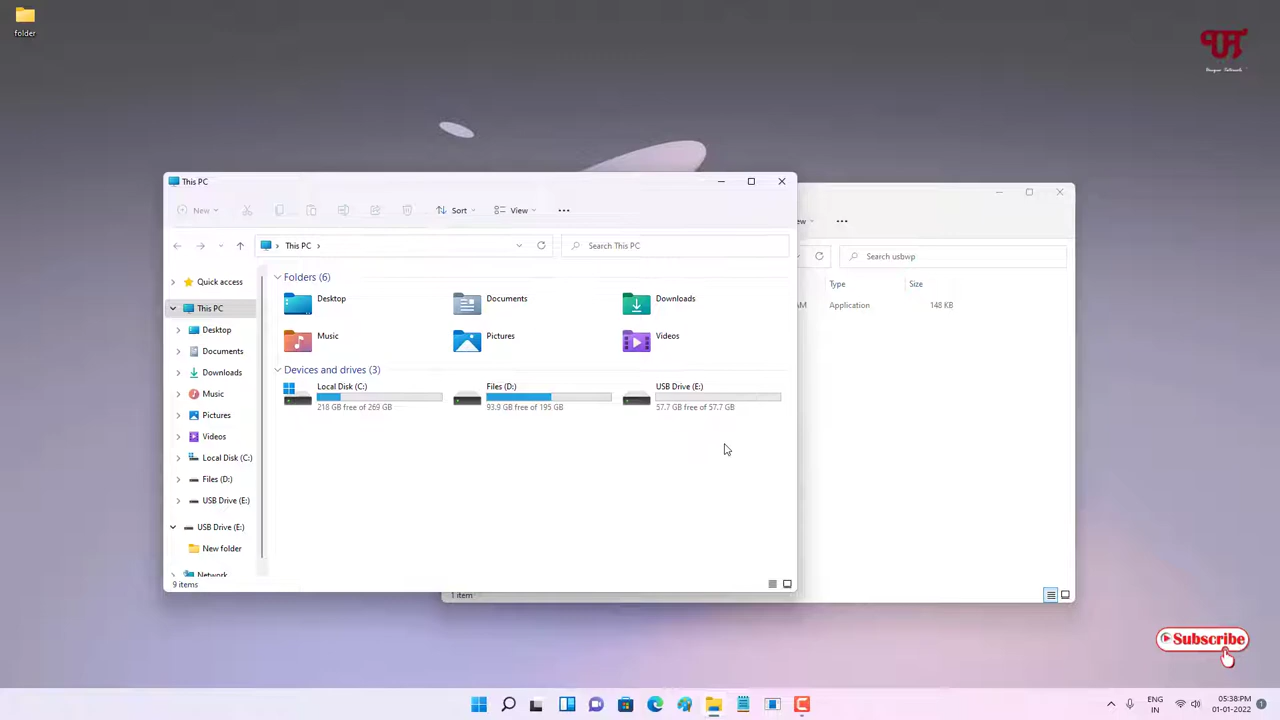 folder
This PC
New
Sort
View
This PC
Search This PC
Quick access
This PC
Desktop
Documents
Downloads
Music
Pictures
Videos
Local Disk (C:)
Files (D:)
USB Drive (E:)
USB Drive (E:)
New folder
Network
Folders (6)
Desktop
Documents
Downloads
Music
Pictures
Videos
Devices and drives (3)
Local Disk (C:)
218 GB free of 269 GB
Files (D:)
93.9 GB free of 195 GB
USB Drive (E:)
57.7 GB free of 57.7 GB
9 items
ew
Search usbwp
Type
Size
AM
Application
148 KB
1 item
Subscribe
ENG
IN
05:38 PM
01-01-2022
1